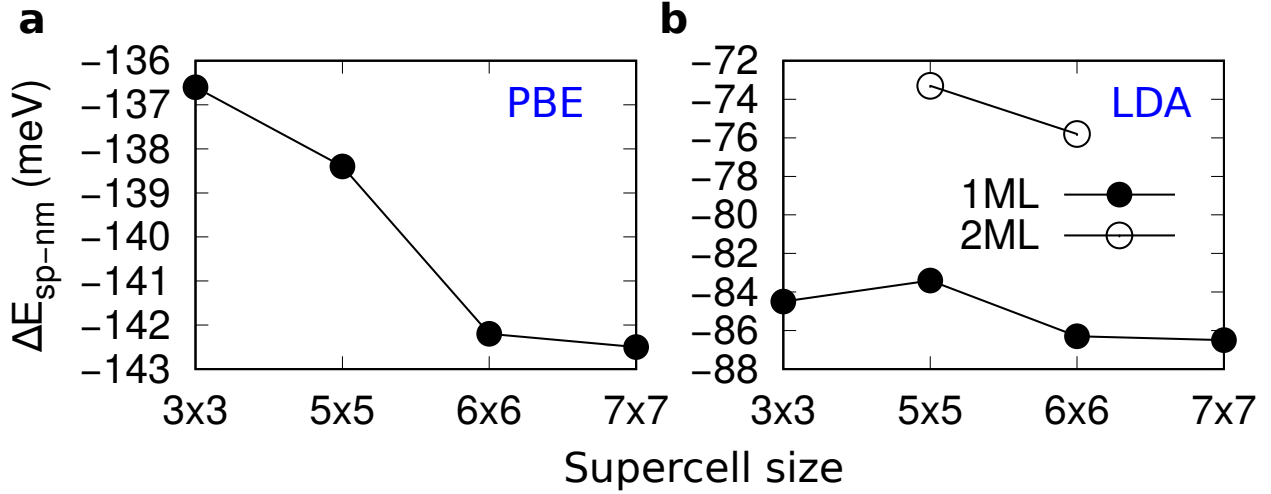 a
ΔEsp−nm (meV)
−136
−137
−138
−139
−140
−141
−142
−143
PBE
3x3 5x5 6x6 7x7
b
−72
−74
−76
−78
−80
−82
−84
−86
−88
LDA
1ML
2ML
3x3 5x5 6x6 7x7
Supercell size